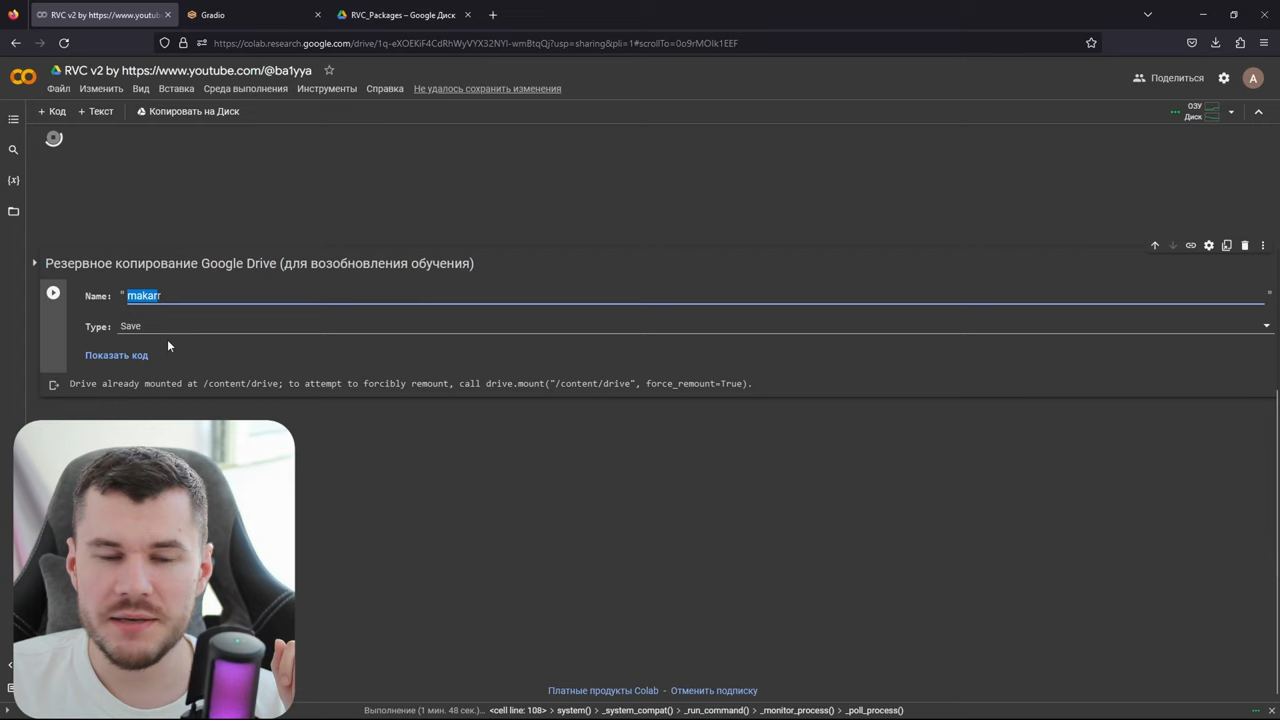 RVC v2 by https://www.youtu
Gradio
RVC_Packages – Google Диск
https://colab.research.google.com/drive/1q-eXOEKiF4CdRhWyVYX32NYI-wmBtqQj?usp=sharing&pli=1#scrollTo=0o9rMOIk1EEF
RVC v2 by https://www.youtube.com/@ba1yya
Поделиться
A
Файл Изменить Вид Вставка Среда выполнения Инструменты Справка Не удалось сохранить изменения
+ Код + Текст Копировать на Диск
ОЗУ
Диск
{x}
Резервное копирование Google Drive (для возобновления обучения)
Name: " makarr "
Type: Save
Показать код
Drive already mounted at /content/drive; to attempt to forcibly remount, call drive.mount("/content/drive", force_remount=True).
Платные продукты Colab - Отменить подписку
Выполнение (1 мин. 48 сек.)... <cell line: 108> > system() > _system_compat() > _run_command() > _monitor_process() > _poll_process()